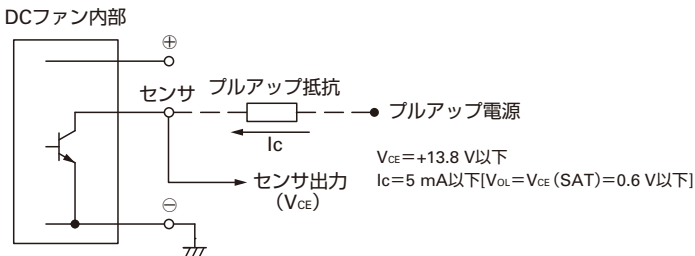 DCファン内部
⊕
センサ
プルアップ抵抗
プルアップ電源
Ic
センサ出力
（VCE）
VCE＝+13.8 V以下
Ic＝5 mA以下[VOL＝VCE（SAT）＝0.6 V以下]
⊖